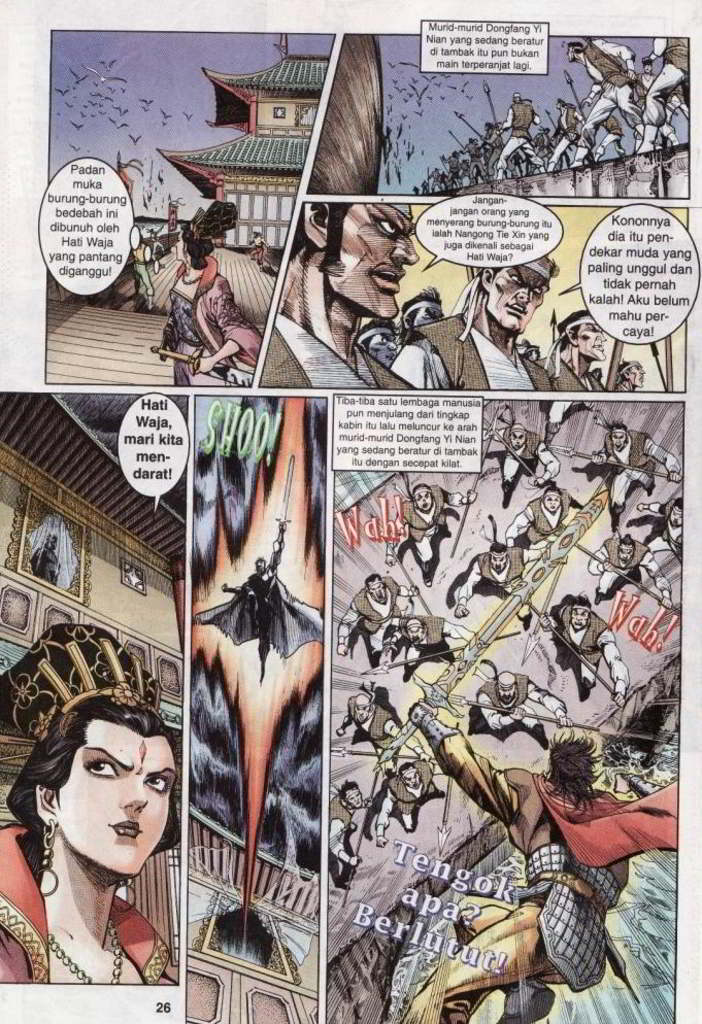 Padan
muka
burung-burung
bedebah ini
dibunuh oleh
Hati Waja
yang pantang
diganggu!
Murid-murid Dongfang Yi
Nian yang sedang beratur
di tambak itu pun bukan
main terperanjat lagi.
Jangan-
jangan orang yang
menyerang burung-burung itu
ialah Nangong Tie Xin yang
juga dikenali sebagai
Hati Waja?
Kononnya
dia itu pen-
dekar muda yang
paling unggul dan
tidak pernah
kalah! Aku belum
mahu per-
caya!
Hati
Waja,
mari kita
men-
darat!
SHOO!
Tiba-tiba satu lembaga manusia
pun menjulang dari tingkap
kabin itu lalu meluncur ke arah
murid-murid Dongfang Yi Nian
yang sedang beratur di tambak
itu dengan secepat kilat.
Wah!
Wah!
Tengok
apa?
Berlutut!
26